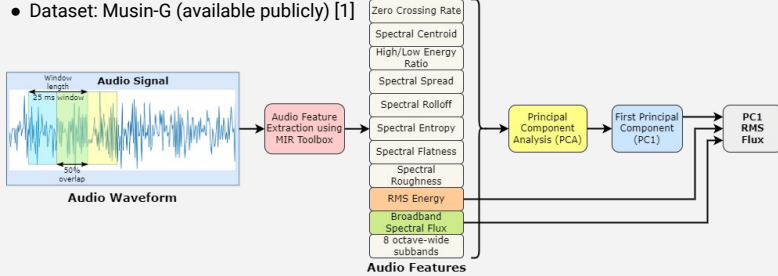 ● Dataset: Musin-G (available publicly) [1]
Window
length
Audio Signal
25 ms window
50%
overlap
Audio Waveform
Audio Feature
Extraction using
MIR Toolbox
Zero Crossing Rate
Spectral Centroid
High/Low Energy
Ratio
Spectral Spread
Spectral Rolloff
Spectral Entropy
Spectral Flatness
Spectral
Roughness
RMS Energy
Broadband
Spectral Flux
8 octave-wide
subbands
Audio Features
Principal
Component
Analysis (PCA)
First Principal
Component
(PC1)
PC1
RMS
Flux